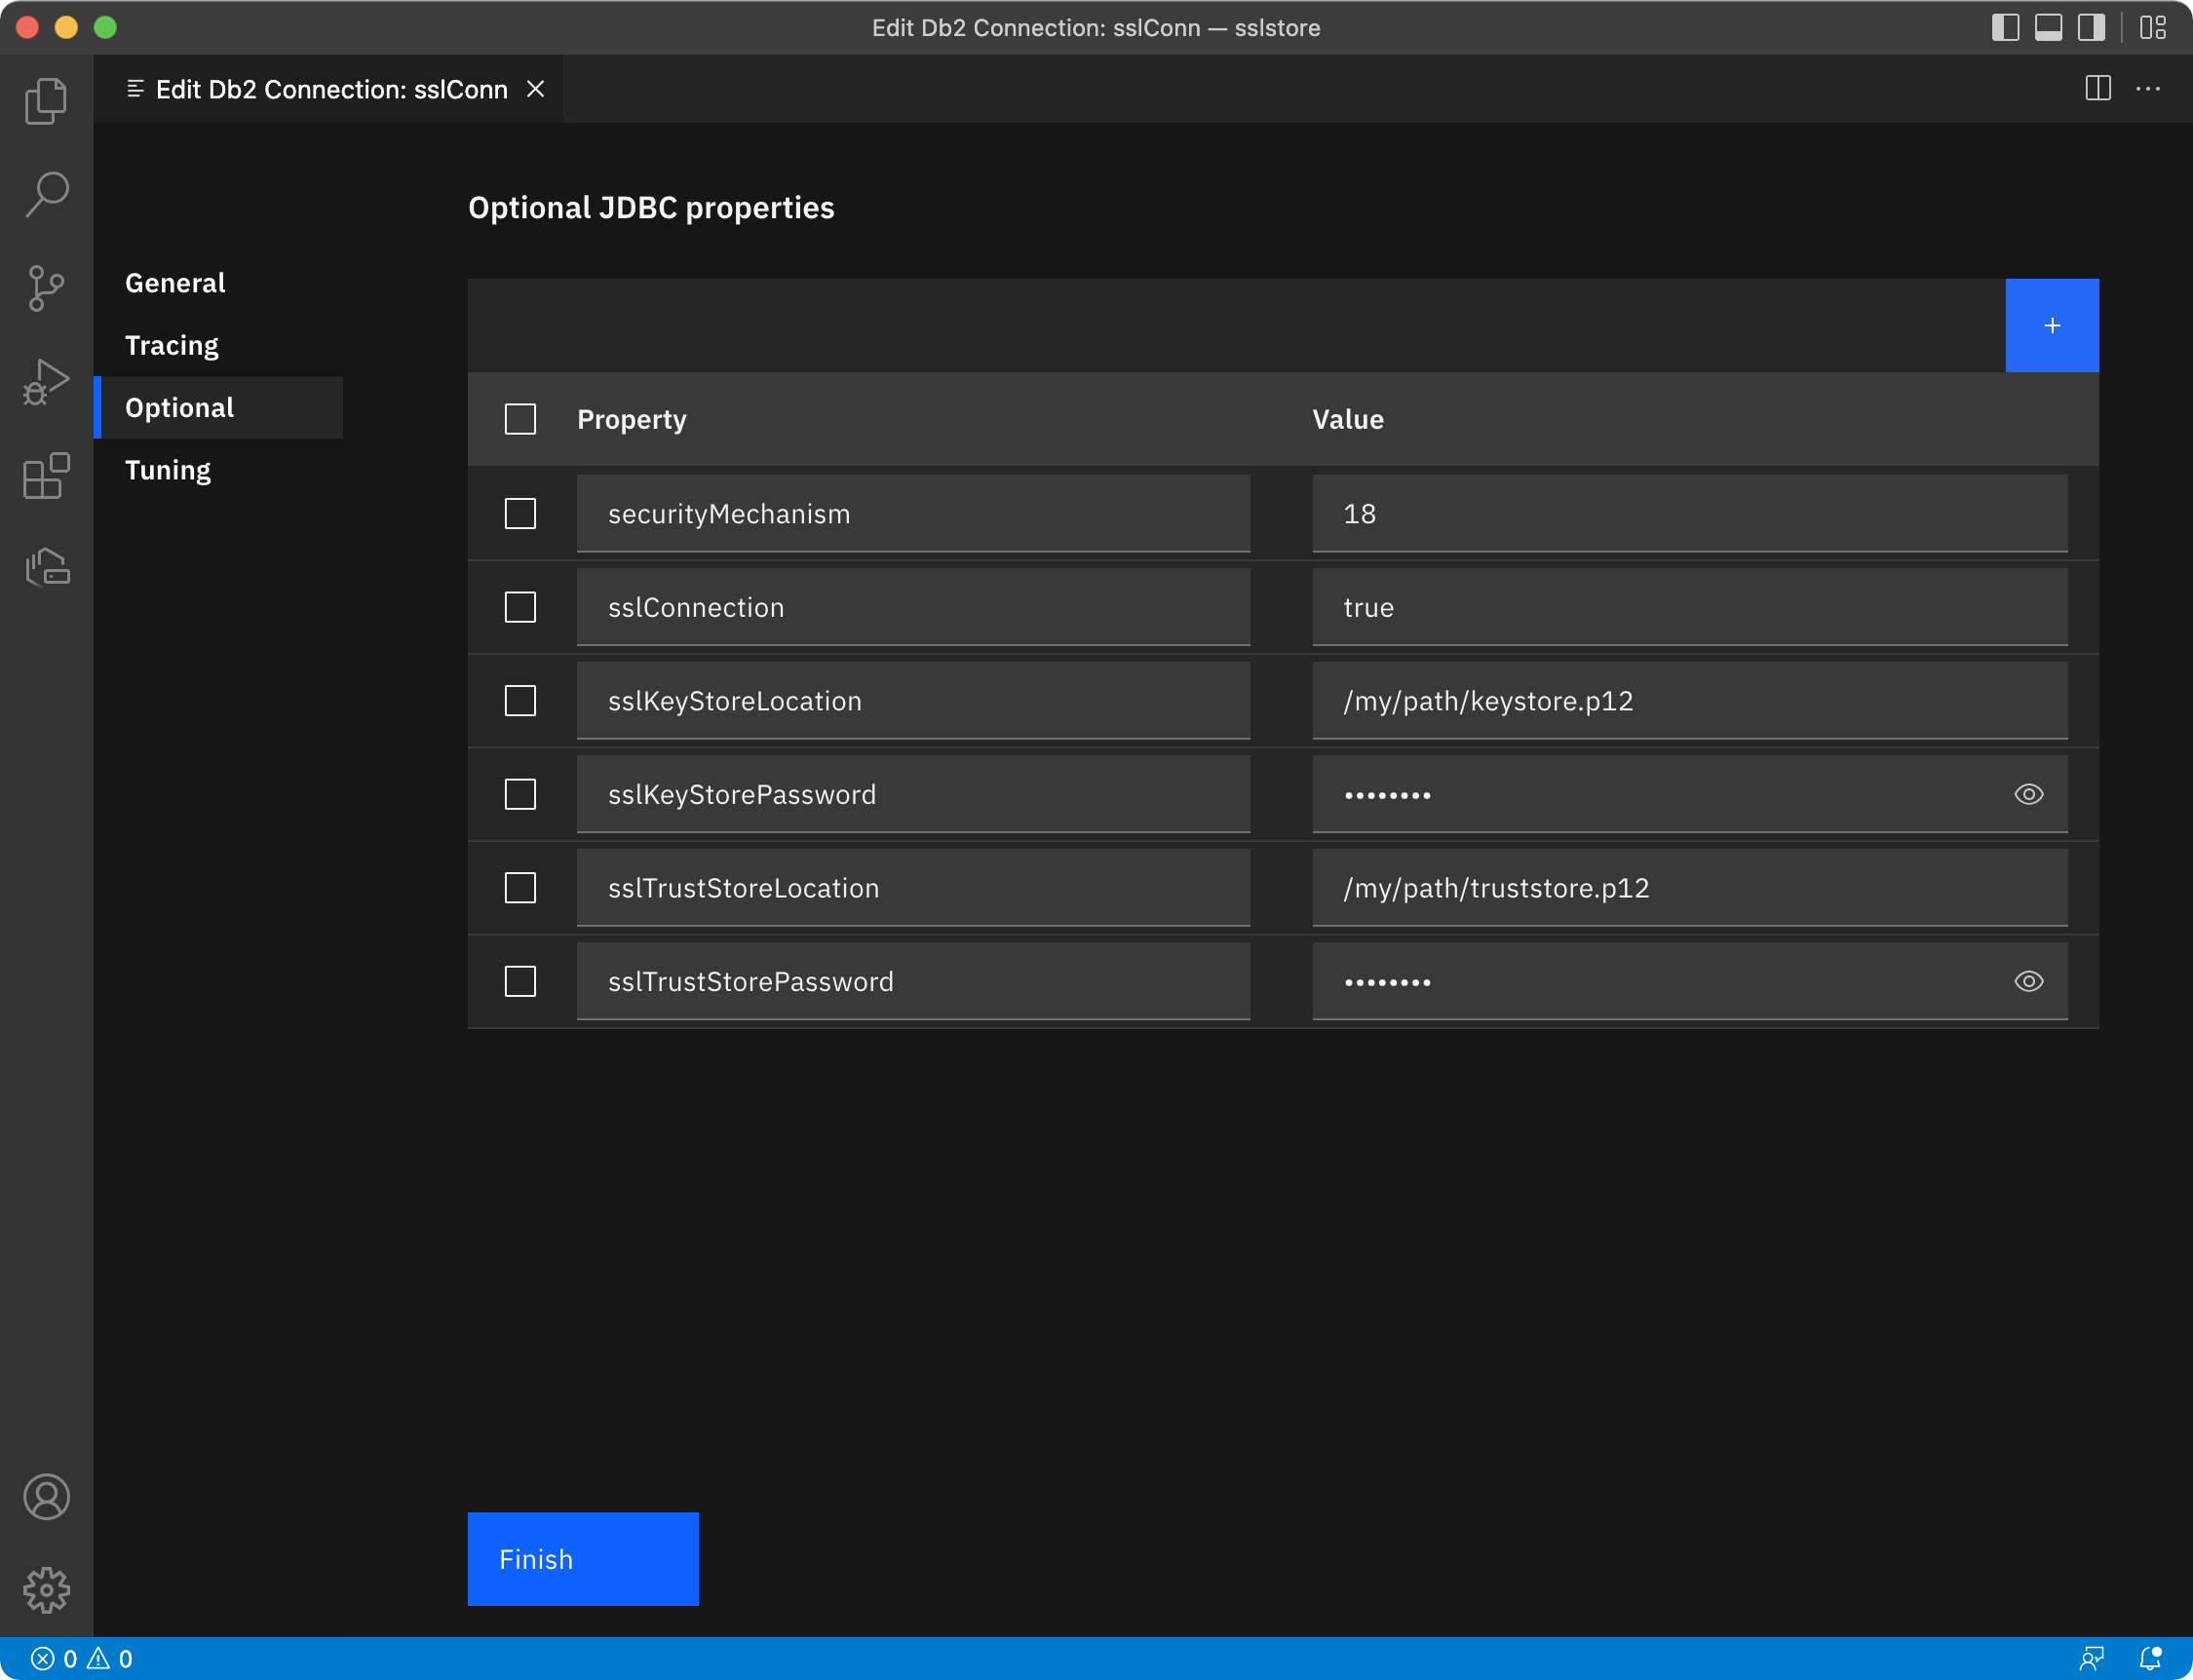 Edit Db2 Connection: sslConn — sslstore
Edit Db2 Connection: sslConn
Optional JDBC properties
General
Tracing
Optional
Tuning
+
Property Value
securityMechanism 18
sslConnection true
sslKeyStoreLocation /my/path/keystore.p12
sslKeyStorePassword ••••••••
sslTrustStoreLocation /my/path/truststore.p12
sslTrustStorePassword ••••••••
Finish
0 0